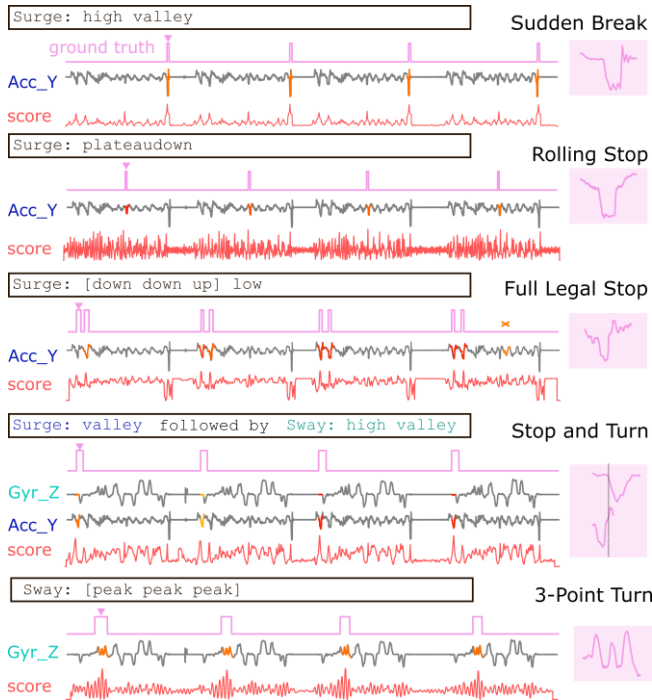 Surge: high valley
Sudden Break
ground truth
Acc_Y
score
Surge: plateaudown
Rolling Stop
Acc_Y
score
Surge: [down down up] low
Full Legal Stop
Acc_Y
score
Surge: valley followed by Sway: high valley
Stop and Turn
Gyr_Z
Acc_Y
score
Sway: [peak peak peak]
3-Point Turn
Gyr_Z
score